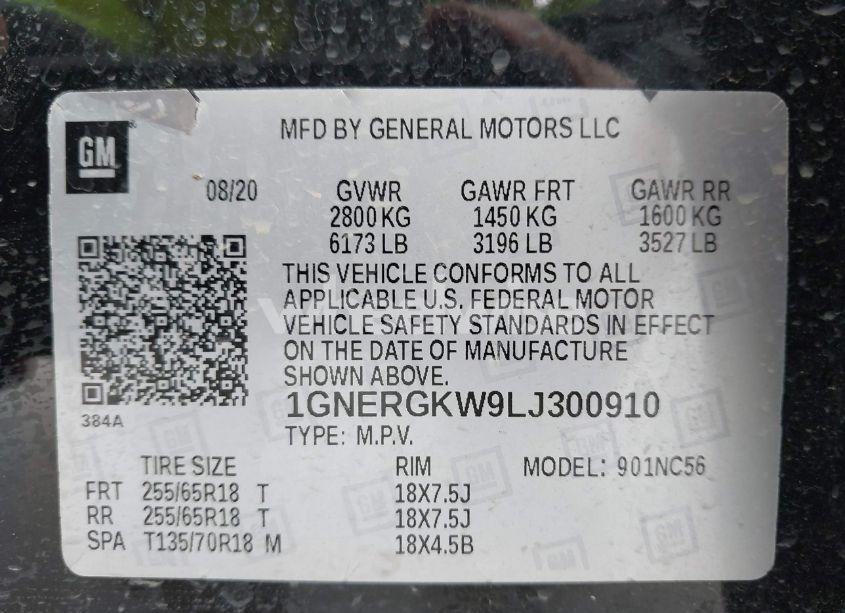 MFD BY GENERAL MOTORS LLC
GM
08/20 GVWR GAWR FRT GAWR RR
2800 KG 1450 KG 1600 KG
6173 LB 3196 LB 3527 LB
THIS VEHICLE CONFORMS TO ALL
APPLICABLE U.S. FEDERAL MOTOR
VEHICLE SAFETY STANDARDS IN EFFECT
ON THE DATE OF MANUFACTURE
SHOWN ABOVE.
384A
1GNERGKW9LJ300910
TYPE: M.P.V.
TIRE SIZE RIM MODEL: 901NC56
FRT 255/65R18 T 18X7.5J
RR 255/65R18 T 18X7.5J
SPA T135/70R18 M 18X4.5B